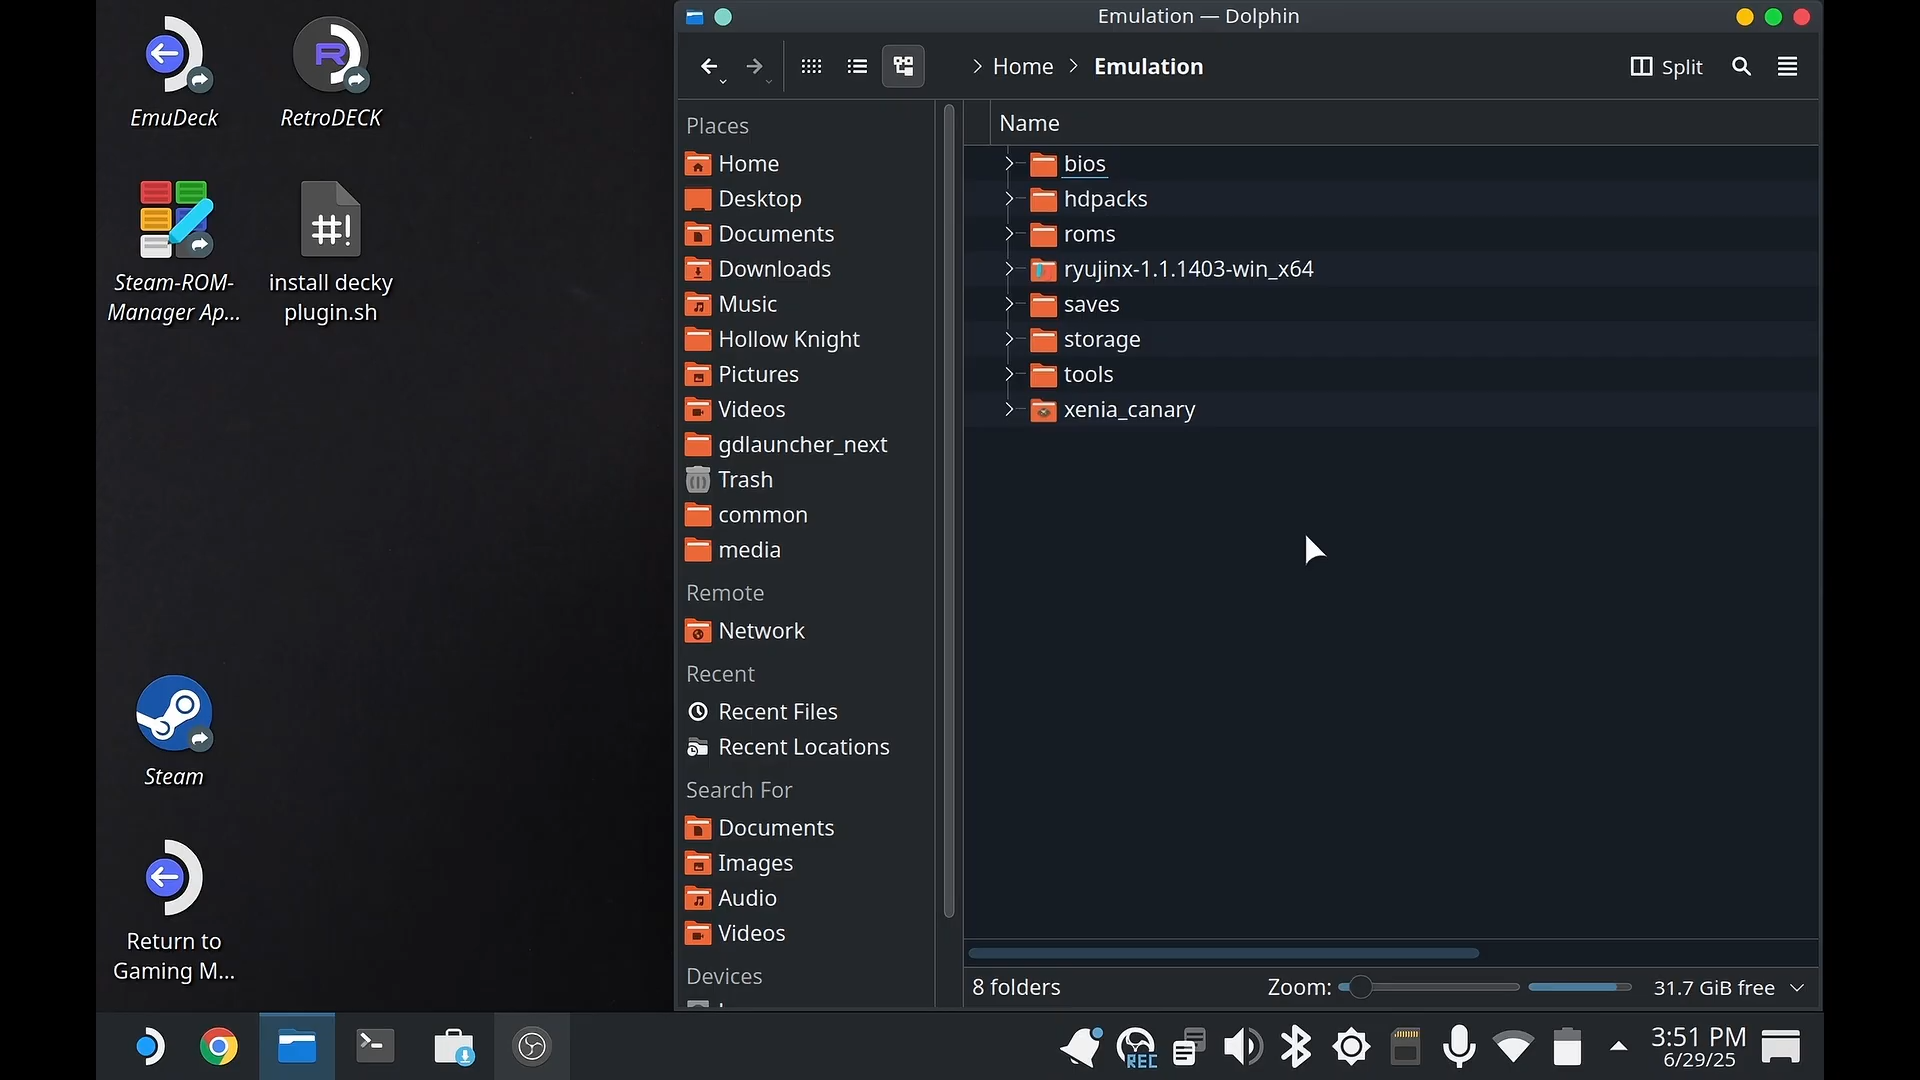 EmuDeck
RetroDECK
Steam-ROM-
Manager Ap...
install decky
plugin.sh
Steam
Return to
Gaming M...
Emulation — Dolphin
Home
Emulation
Split
Places
Home
Desktop
Documents
Downloads
Music
Hollow Knight
Pictures
Videos
gdlauncher_next
Trash
common
media
Remote
Network
Recent
Recent Files
Recent Locations
Search For
Documents
Images
Audio
Videos
Devices
Name
bios
hdpacks
roms
ryujinx-1.1.1403-win_x64
saves
storage
tools
xenia_canary
8 folders
Zoom:
31.7 GiB free
REC
3:51 PM
6/29/25